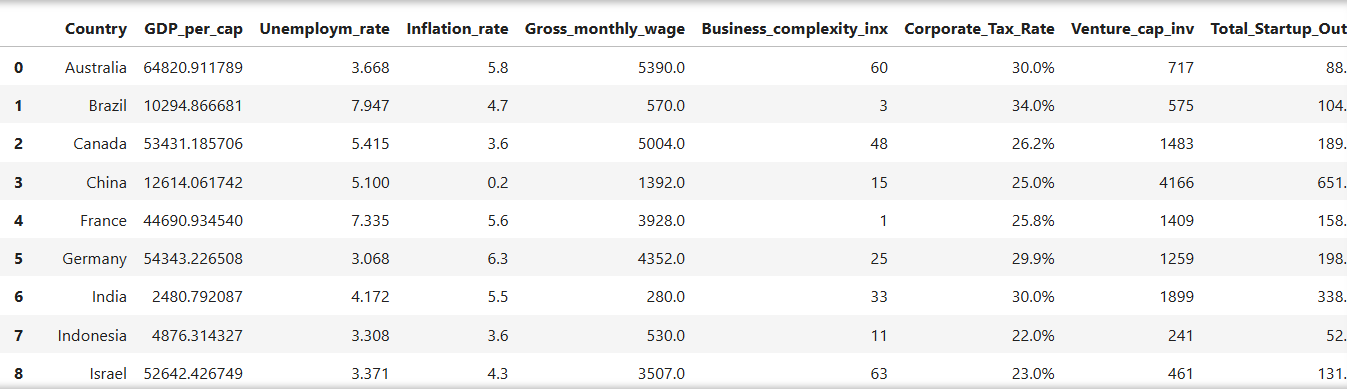 Country GDP_per_cap Unemploym_rate Inflation_rate Gross_monthly_wage Business_complexity_inx Corporate_Tax_Rate Venture_cap_inv Total_Startup_Out
0 Australia 64820.911789 3.668 5.8 5390.0 60 30.0% 717 88.
1 Brazil 10294.866681 7.947 4.7 570.0 3 34.0% 575 104.
2 Canada 53431.185706 5.415 3.6 5004.0 48 26.2% 1483 189.
3 China 12614.061742 5.100 0.2 1392.0 15 25.0% 4166 651.
4 France 44690.934540 7.335 5.6 3928.0 1 25.8% 1409 158.
5 Germany 54343.226508 3.068 6.3 4352.0 25 29.9% 1259 198.
6 India 2480.792087 4.172 5.5 280.0 33 30.0% 1899 338.
7 Indonesia 4876.314327 3.308 3.6 530.0 11 22.0% 241 52.
8 Israel 52642.426749 3.371 4.3 3507.0 63 23.0% 461 131.